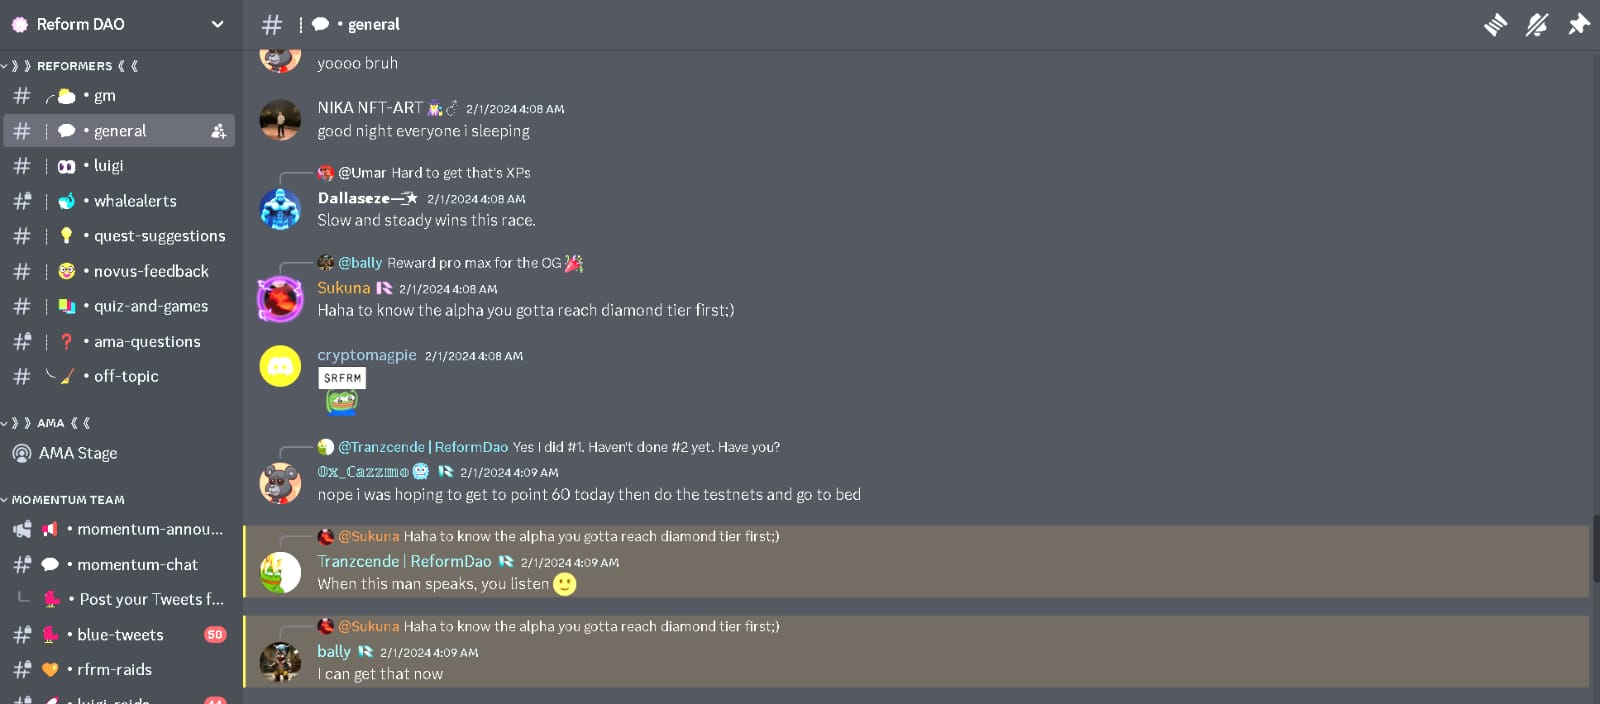 Reform DAO
》》REFORMERS《《
• gm
• general
• luigi
• whalealerts
• quest-suggestions
• novus-feedback
• quiz-and-games
• ama-questions
• off-topic
》》AMA《《
AMA Stage
MOMENTUM TEAM
• momentum-annou...
• momentum-chat
• Post your Tweets f...
• blue-tweets 50
• rfrm-raids
# • general
yoooo bruh
NIKA NFT-ART 2/1/2024 4:08 AM
good night everyone i sleeping
@Umar Hard to get that's XPs
Dallaseze 2/1/2024 4:08 AM
Slow and steady wins this race.
@bally Reward pro max for the OG
Sukuna 2/1/2024 4:08 AM
Haha to know the alpha you gotta reach diamond tier first;)
cryptomagpie 2/1/2024 4:08 AM
$RFRM
@Tranzcende | ReformDao Yes I did #1. Haven't done #2 yet. Have you?
0x_Cazzmo 2/1/2024 4:09 AM
nope i was hoping to get to point 60 today then do the testnets and go to bed
@Sukuna Haha to know the alpha you gotta reach diamond tier first;)
Tranzcende | ReformDao 2/1/2024 4:09 AM
When this man speaks, you listen
@Sukuna Haha to know the alpha you gotta reach diamond tier first;)
bally 2/1/2024 4:09 AM
I can get that now